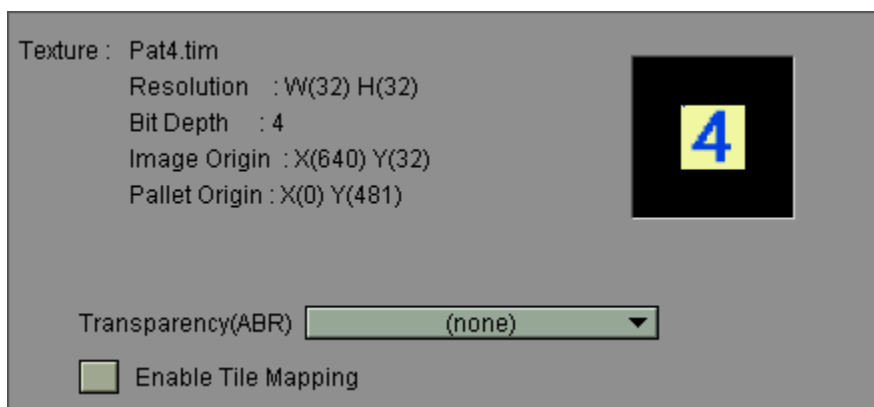 Texture : Pat4.tim
Resolution : W(32) H(32)
Bit Depth : 4
Image Origin : X(640) Y(32)
Pallet Origin : X(0) Y(481)
4
Transparency(ABR) (none)
Enable Tile Mapping